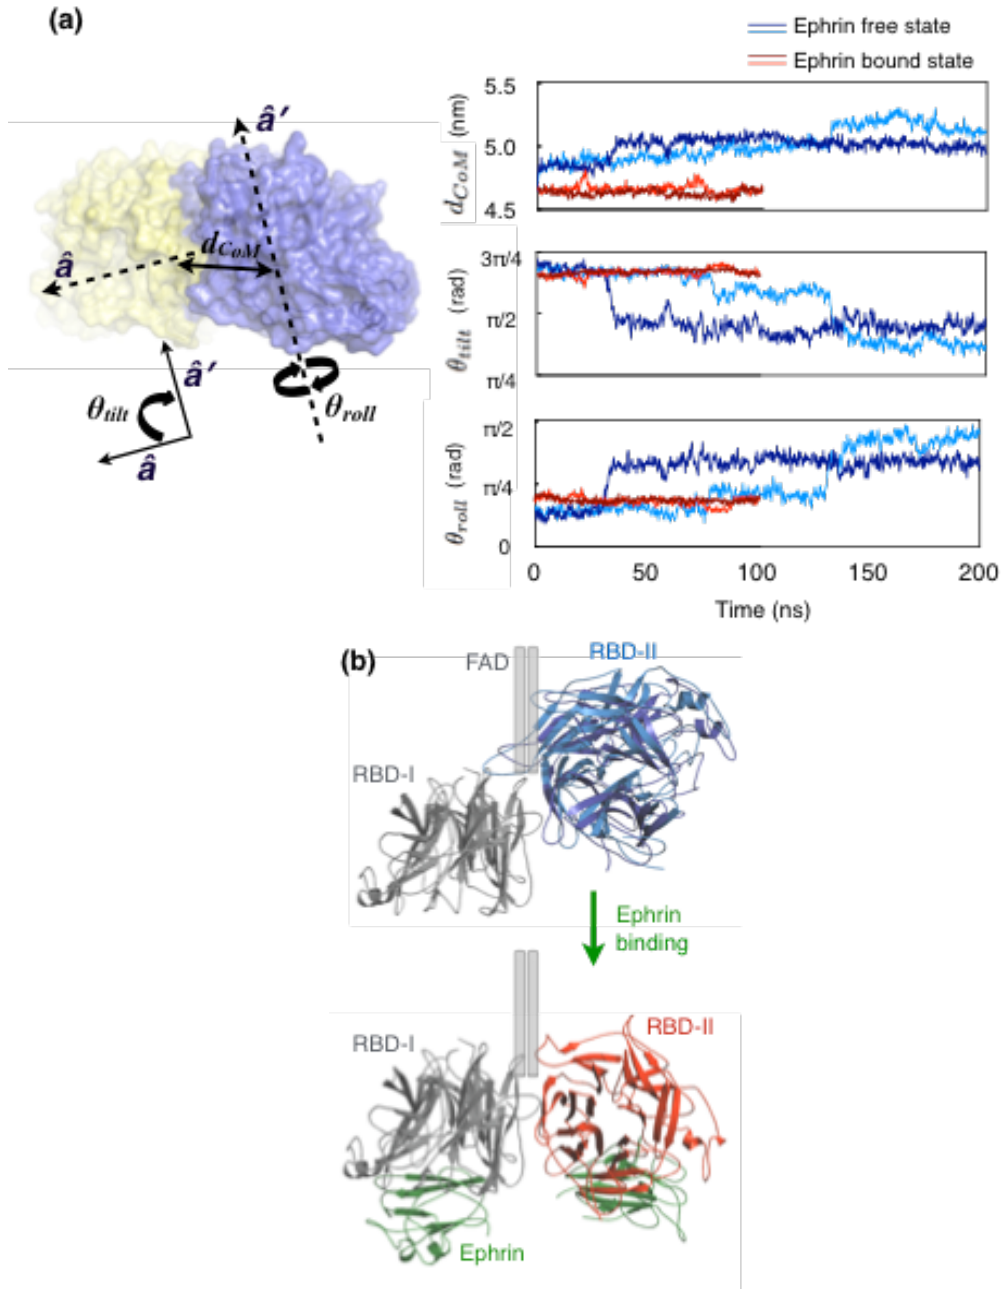 (a)
Ephrin free state
Ephrin bound state
â′
d_CoM
â
â′
θ_tilt
â
θ_roll
d_CoM (nm)
5.5
5.0
4.5
θ_tilt (rad)
3π/4
π/2
π/4
θ_roll (rad)
π/2
π/4
0
0 50 100 150 200
Time (ns)
(b)
FAD
RBD-II
RBD-I
Ephrin
binding
RBD-I
RBD-II
Ephrin